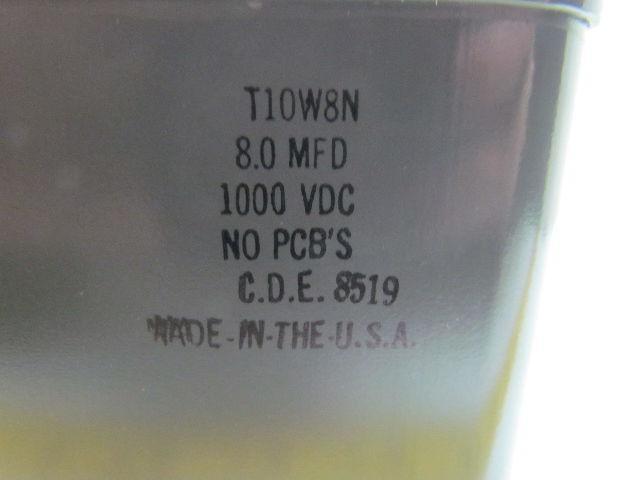 T10W8N
8.0 MFD
1000 VDC
NO PCB'S
C.D.E. 8519
MADE-IN-THE-U.S.A.